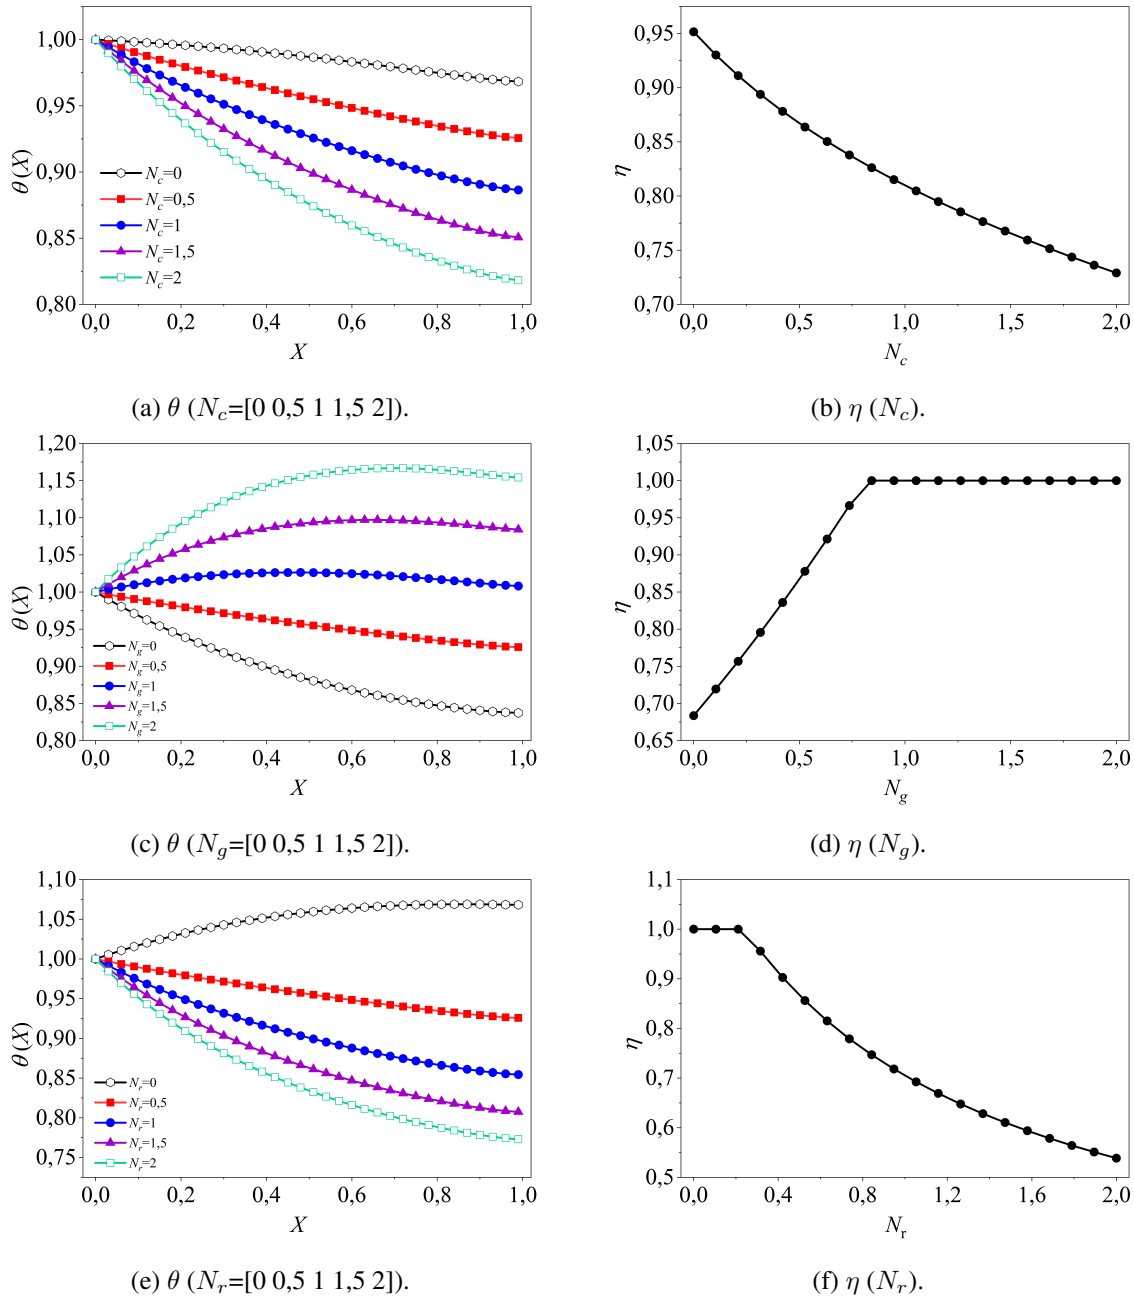 1,00
0,95
0,90
0,85
0,80
θ(X)
N_c=0
N_c=0,5
N_c=1
N_c=1,5
N_c=2
0,0 0,2 0,4 0,6 0,8 1,0
X
(a) θ (N_c=[0 0,5 1 1,5 2]).
0,95
0,90
0,85
0,80
0,75
0,70
η
0,0 0,5 1,0 1,5 2,0
N_c
(b) η (N_c).
1,20
1,15
1,10
1,05
1,00
0,95
0,90
0,85
0,80
θ(X)
N_g=0
N_g=0,5
N_g=1
N_g=1,5
N_g=2
0,0 0,2 0,4 0,6 0,8 1,0
X
(c) θ (N_g=[0 0,5 1 1,5 2]).
1,05
1,00
0,95
0,90
0,85
0,80
0,75
0,70
0,65
η
0,0 0,5 1,0 1,5 2,0
N_g
(d) η (N_g).
1,10
1,05
1,00
0,95
0,90
0,85
0,80
0,75
θ(X)
N_r=0
N_r=0,5
N_r=1
N_r=1,5
N_r=2
0,0 0,2 0,4 0,6 0,8 1,0
X
(e) θ (N_r=[0 0,5 1 1,5 2]).
1,1
1,0
0,9
0,8
0,7
0,6
0,5
η
0,0 0,4 0,8 1,2 1,6 2,0
N_r
(f) η (N_r).